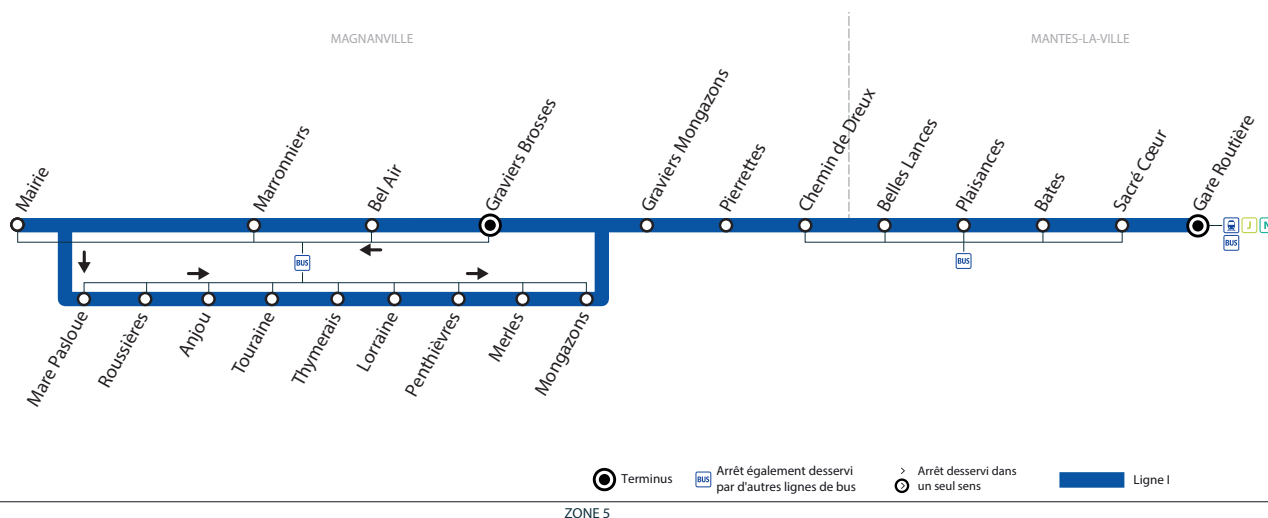 MAGNANVILLE
MANTES-LA-VILLE
Mairie
Marronniers
Bel Air
Graviers Brosses
Graviers Mongazons
Pierrettes
Chemin de Dreux
Belles Lances
Plaisances
Bates
Sacré Cœur
Gare Routière
J
N
BUS
BUS
BUS
Mare Pasloue
Roussières
Anjou
Touraine
Thymerais
Lorraine
Penthièvres
Merles
Mongazons
Terminus
BUS
Arrêt également desservi
par d'autres lignes de bus
Arrêt desservi dans
un seul sens
Ligne I
ZONE 5